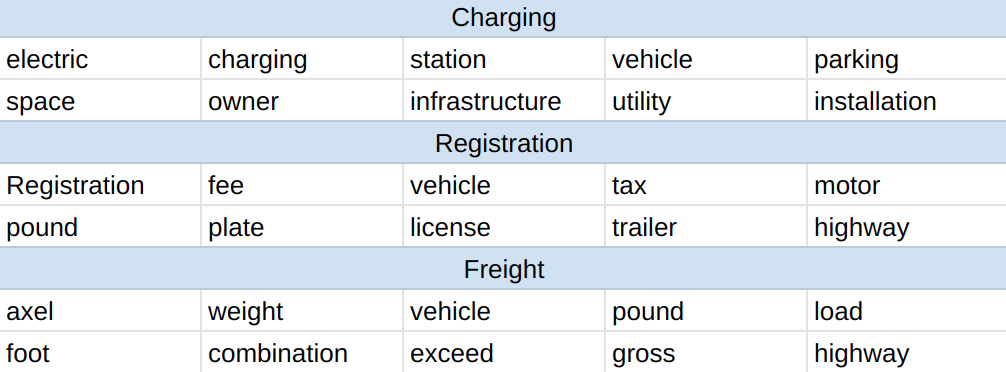 Charging
electric charging station vehicle parking
space owner infrastructure utility installation
Registration
Registration fee vehicle tax motor
pound plate license trailer highway
Freight
axel weight vehicle pound load
foot combination exceed gross highway